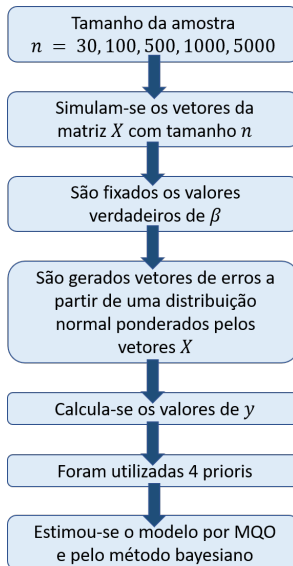 Tamanho da amostra
n = 30, 100, 500, 1000, 5000
Simulam-se os vetores da
matriz X com tamanho n
São fixados os valores
verdadeiros de β
São gerados vetores de erros a
partir de uma distribuição
normal ponderados pelos
vetores X
Calcula-se os valores de y
Foram utilizadas 4 prioris
Estimou-se o modelo por MQO
e pelo método bayesiano